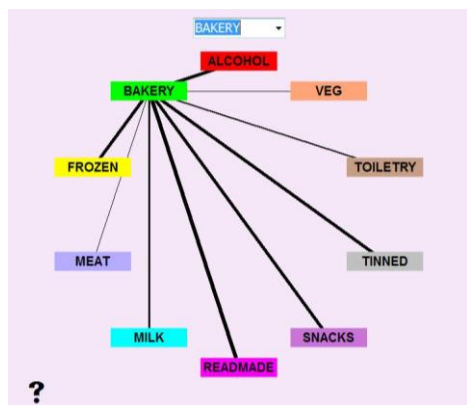 BAKERY
ALCOHOL
BAKERY VEG
FROZEN TOILETRY
MEAT TINNED
MILK SNACKS
READMADE
?